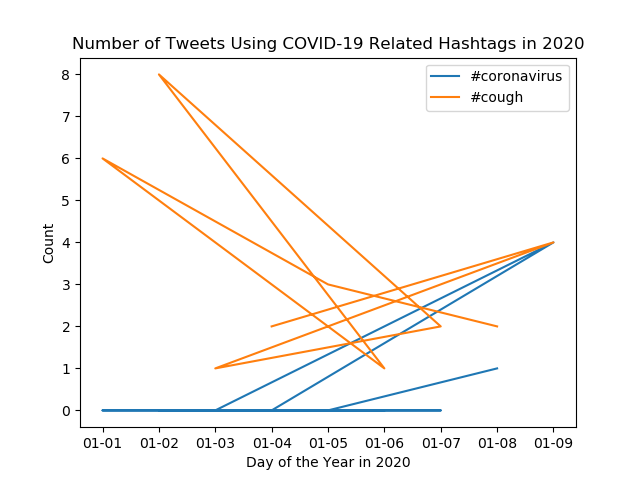 Number of Tweets Using COVID-19 Related Hashtags in 2020
#coronavirus
#cough
8
7
6
5
4
3
2
1
0
Count
01-01 01-02 01-03 01-04 01-05 01-06 01-07 01-08 01-09
Day of the Year in 2020